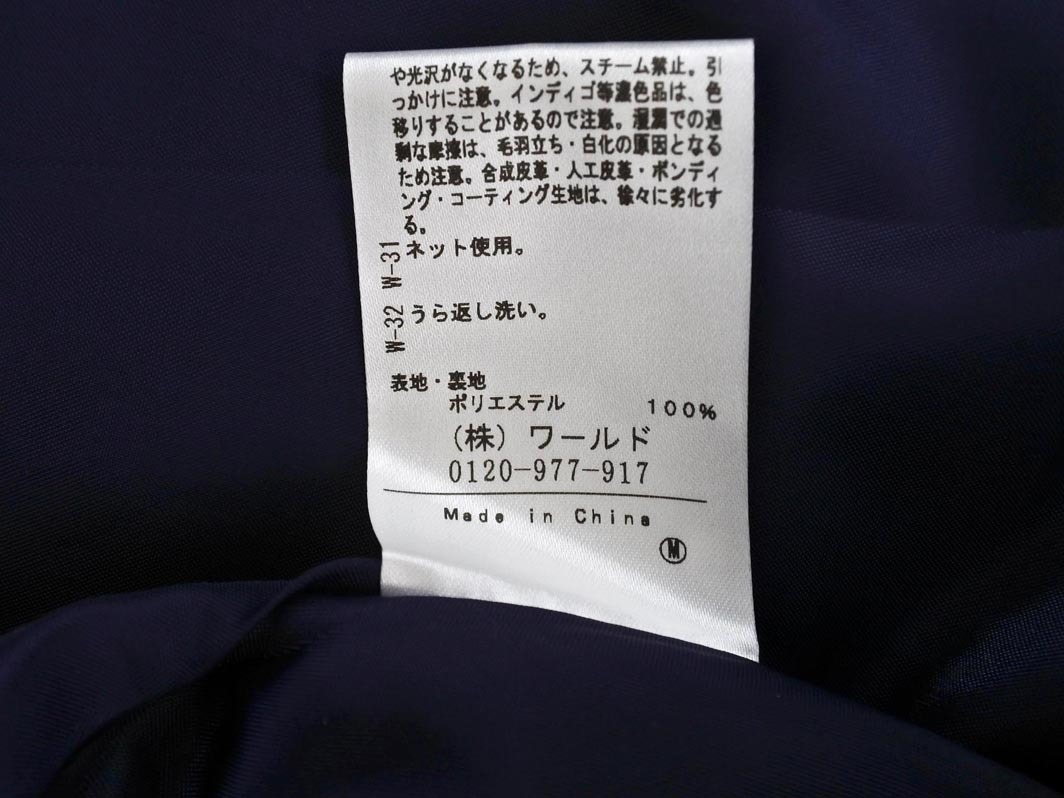 や光沢がなくなるため、スチーム禁止。引
っかけに注意。インディゴ等濃色品は、色
移りすることがあるので注意。湿潤での過
剰な摩擦は、毛羽立ち・白化の原因となる
ため注意。合成皮革・人工皮革・ボンディ
ング・コーティング生地は、徐々に劣化す
る。
W-31 ネット使用。
W-32 うら返し洗い。
表地・裏地
ポリエステル 100%
(株) ワールド
0120-977-917
Made in China
M